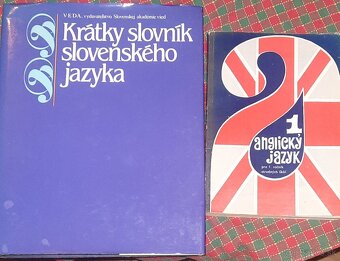 VEDA, vydavateľstvo Slovenskej akadémie vied
Krátky slovník
slovenského
jazyka
1
anglický
jazyk
pre 1. ročník
stredných škôl